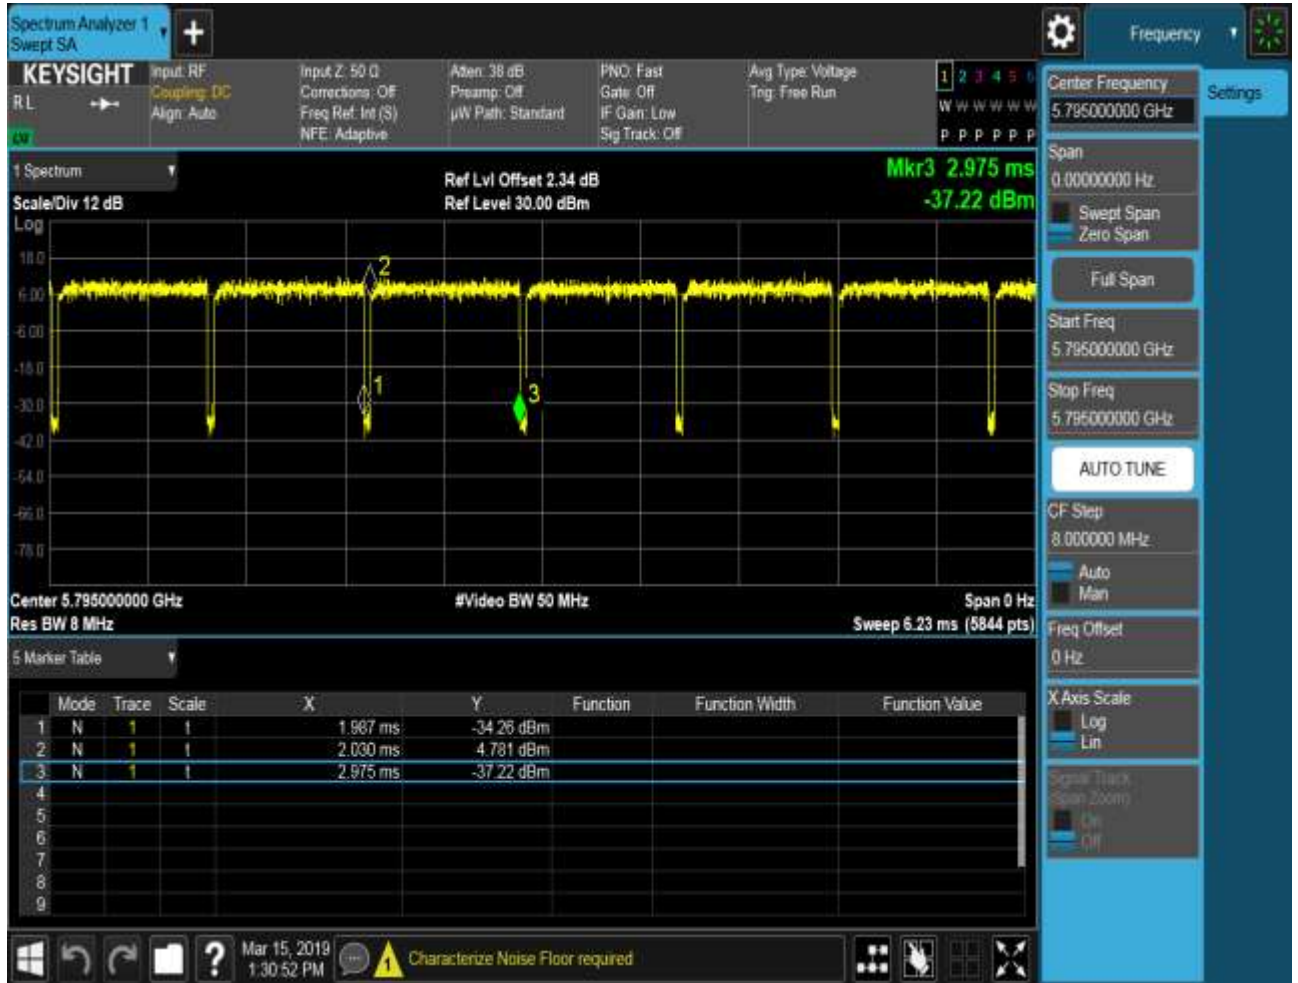 Spectrum Analyzer 1
Swept SA
+
Frequency
KEYSIGHT
RL
Input: RF
Coupling: DC
Align: Auto
Input Z: 50 Ω
Corrections: Off
Freq Ref: Int (S)
NFE: Adaptive
Atten: 38 dB
Preamp: Off
µW Path: Standard
PNO: Fast
Gate: Off
IF Gain: Low
Sig Track: Off
Avg Type: Voltage
Trig: Free Run
1 2 3 4 5 6
W W W W W W
P P P P P P
1 Spectrum
Scale/Div 12 dB
Ref Lvl Offset 2.34 dB
Ref Level 30.00 dBm
Mkr3 2.975 ms
-37.22 dBm
Log
18.0
6.00
-6.00
-18.0
-30.0
-42.0
-54.0
-66.0
-78.0
2
1
3
Center 5.795000000 GHz
#Video BW 50 MHz
Span 0 Hz
Res BW 8 MHz
Sweep 6.23 ms (5844 pts)
5 Marker Table
Mode Trace Scale X Y Function Function Width Function Value
1 N 1 t 1.987 ms -34.26 dBm
2 N 1 t 2.030 ms 4.781 dBm
3 N 1 t 2.975 ms -37.22 dBm
4
5
6
7
8
9
Mar 15, 2019
1:30:52 PM
1
Characterize Noise Floor required
Center Frequency
5.795000000 GHz
Settings
Span
0.00000000 Hz
Swept Span
Zero Span
Full Span
Start Freq
5.795000000 GHz
Stop Freq
5.795000000 GHz
AUTO TUNE
CF Step
8.000000 MHz
Auto
Man
Freq Offset
0 Hz
X Axis Scale
Log
Lin
Signal Track
(Span Zoom)
On
Off